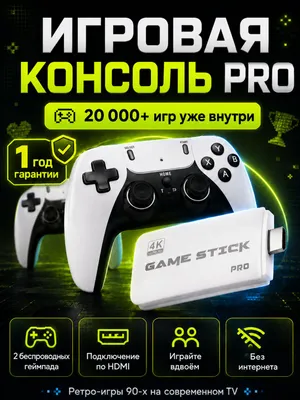 ИГРОВАЯ
КОНСОЛЬ PRO
20 000+ игр уже внутри
1 год
гарантии
HOME
X
Y
A
B
4K
GAME STICK
PRO
2 беспроводных
геймпада
Подключение
по HDMI
Играйте
вдвоём
Без
интернета
Ретро-игры 90-х на современном TV